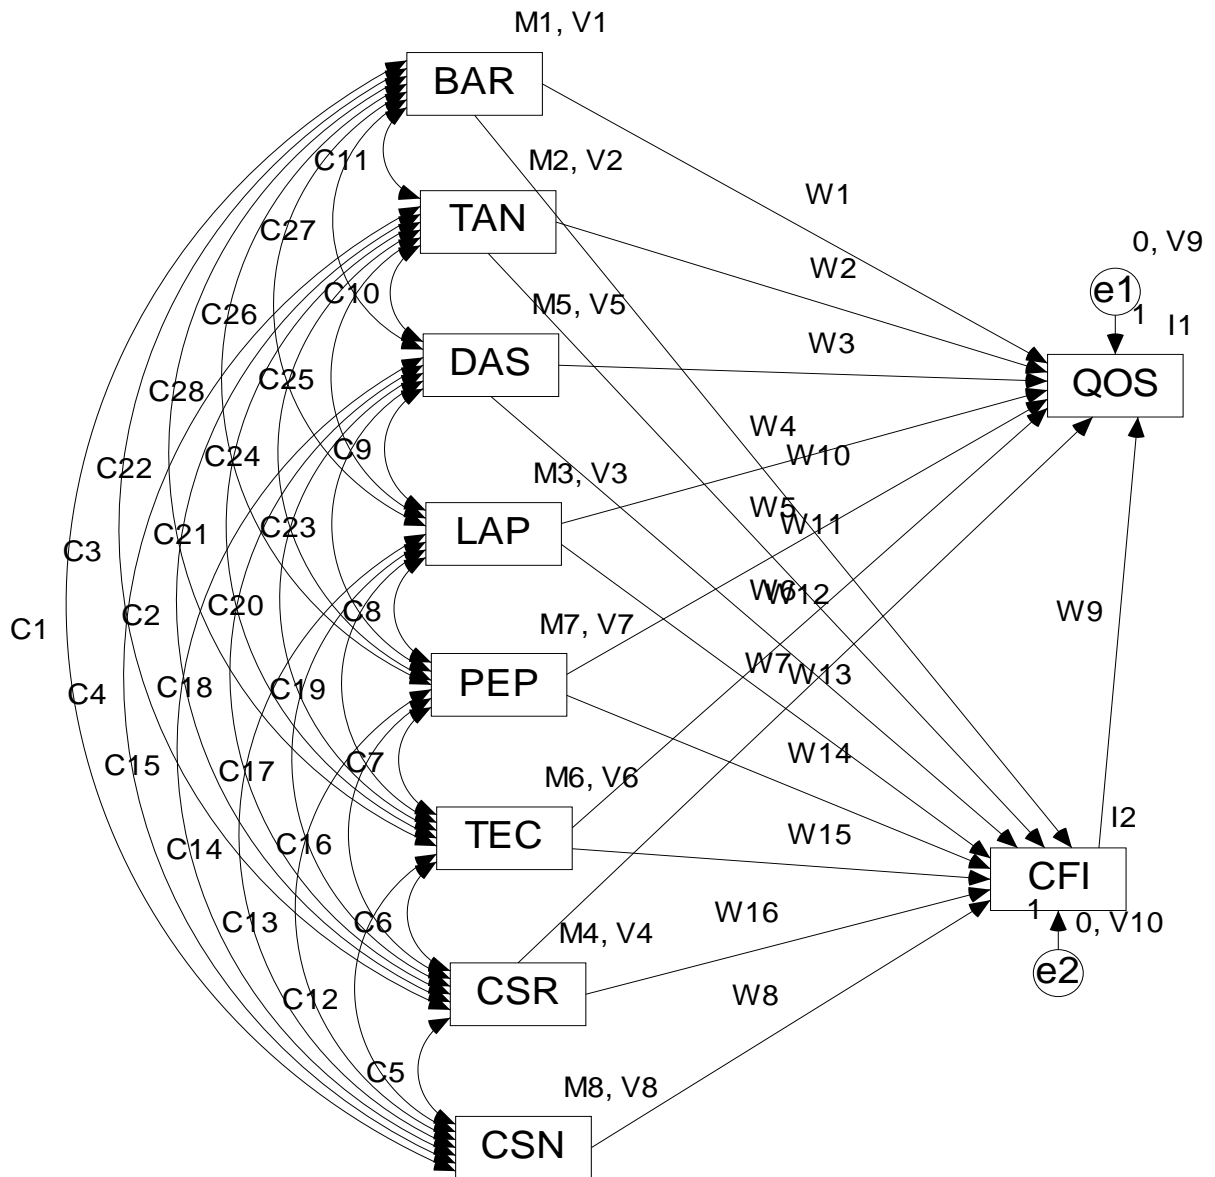 M1, V1
BAR
C11
M2, V2
W1
TAN
C27
0, V9
W2
e1
C10
M5, V5
1
I1
C26
W3
DAS
QOS
C28
C25
W4
C9
W10
C24
M3, V3
C22
W5
W11
C21
C23
LAP
C3
W6
W12
C20
C8
W9
C2
C1
M7, V7
W7
W13
C18
C19
PEP
C4
W14
C7
C15
C17
M6, V6
I2
W15
TEC
C16
C14
CFI
W16
1
C13
C6
M4, V4
0, V10
e2
CSR
W8
C12
C5
M8, V8
CSN